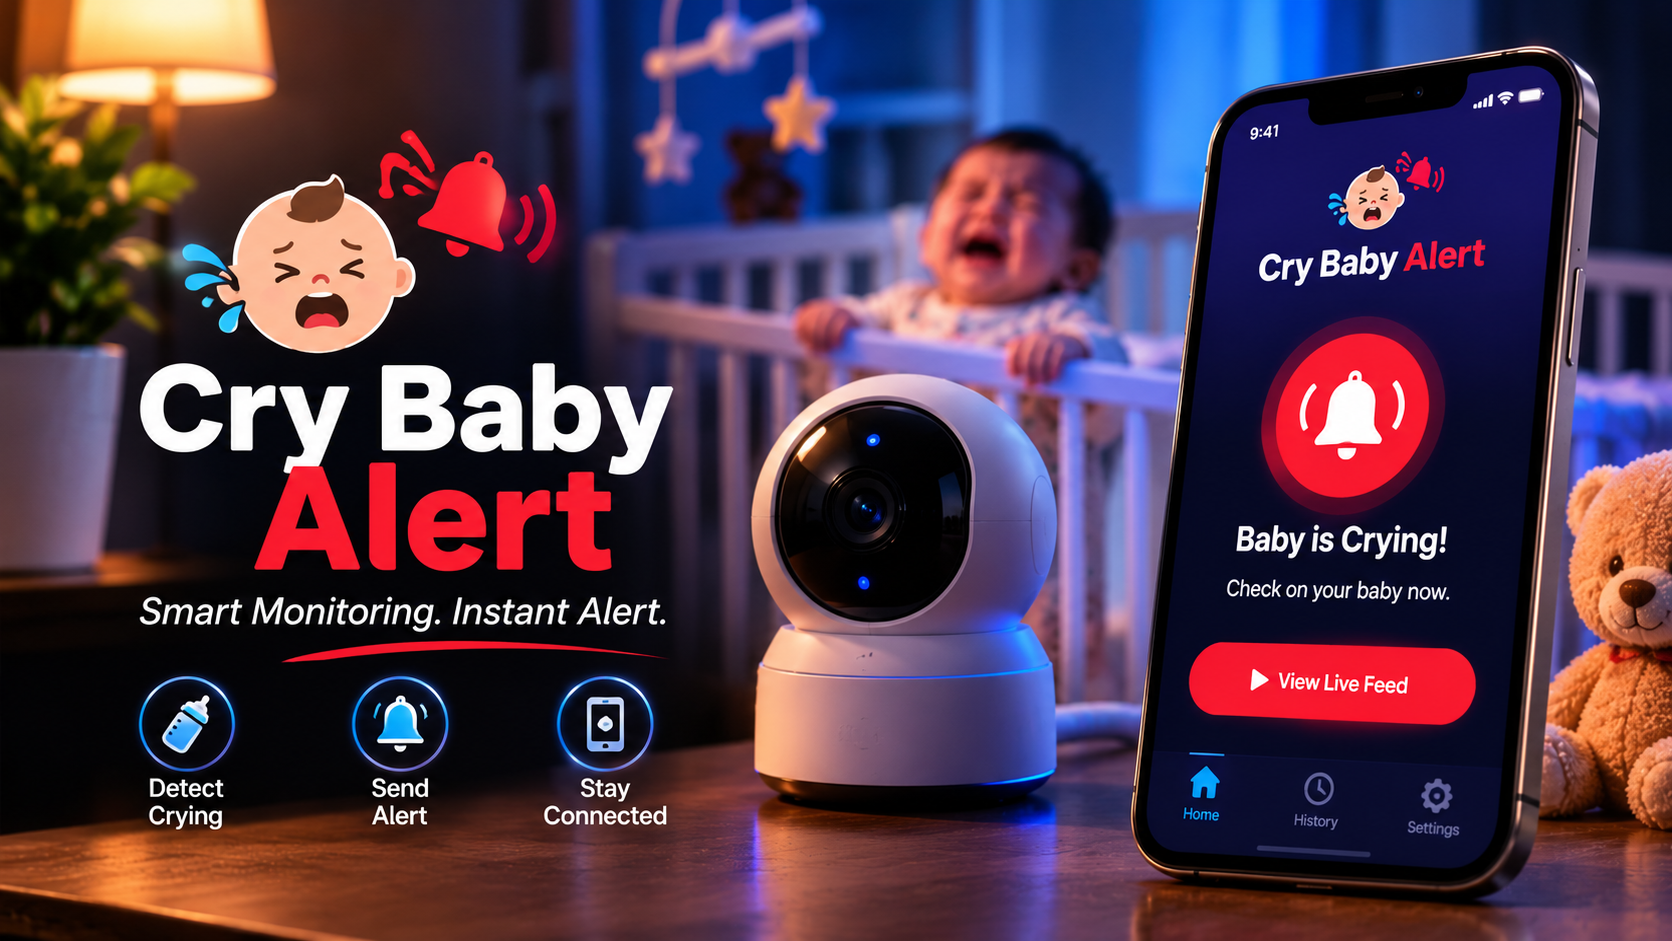 Cry Baby
Alert
Smart Monitoring. Instant Alert.
Detect
Crying
Send
Alert
Stay
Connected
9:41
Cry Baby Alert
Baby is Crying!
Check on your baby now.
View Live Feed
Home
History
Settings